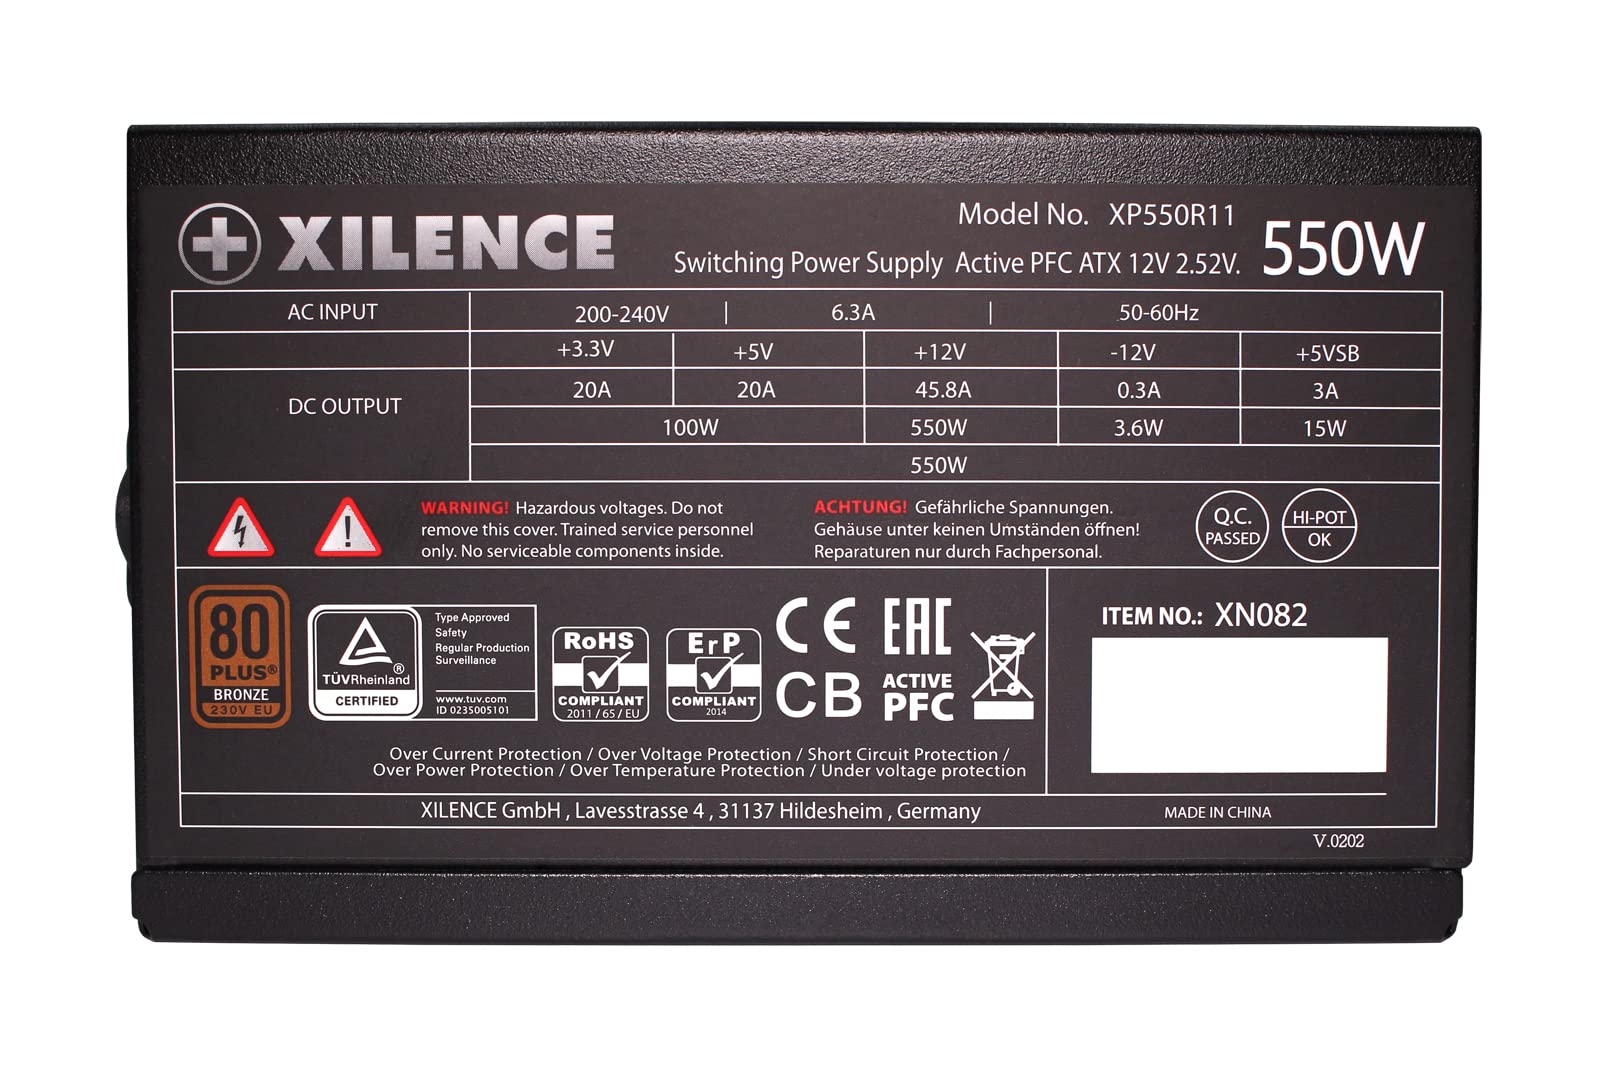 XILENCE
Model No. XP550R11
Switching Power Supply Active PFC ATX 12V 2.52V.
550W
AC INPUT 200-240V 6.3A 50-60Hz
+3.3V +5V +12V -12V +5VSB
DC OUTPUT
20A 20A 45.8A 0.3A 3A
100W 550W 3.6W 15W
550W
WARNING! Hazardous voltages. Do not
remove this cover. Trained service personnel
only. No serviceable components inside.
ACHTUNG! Gefährliche Spannungen.
Gehäuse unter keinen Umständen öffnen!
Reparaturen nur durch Fachpersonal.
Q.C.
PASSED
HI-POT
OK
80
PLUS®
BRONZE
230V EU
TÜVRheinland®
CERTIFIED
Type Approved
Safety
Regular Production
Surveillance
www.tuv.com
ID 0235005101
RoHS
COMPLIANT
2011/65/EU
ErP
COMPLIANT
2014
CE
CB
EAC
ACTIVE
PFC
Over Current Protection / Over Voltage Protection / Short Circuit Protection /
Over Power Protection / Over Temperature Protection / Under voltage protection
ITEM NO.: XN082
XILENCE GmbH , Lavesstrasse 4 , 31137 Hildesheim , Germany
MADE IN CHINA
V.0202